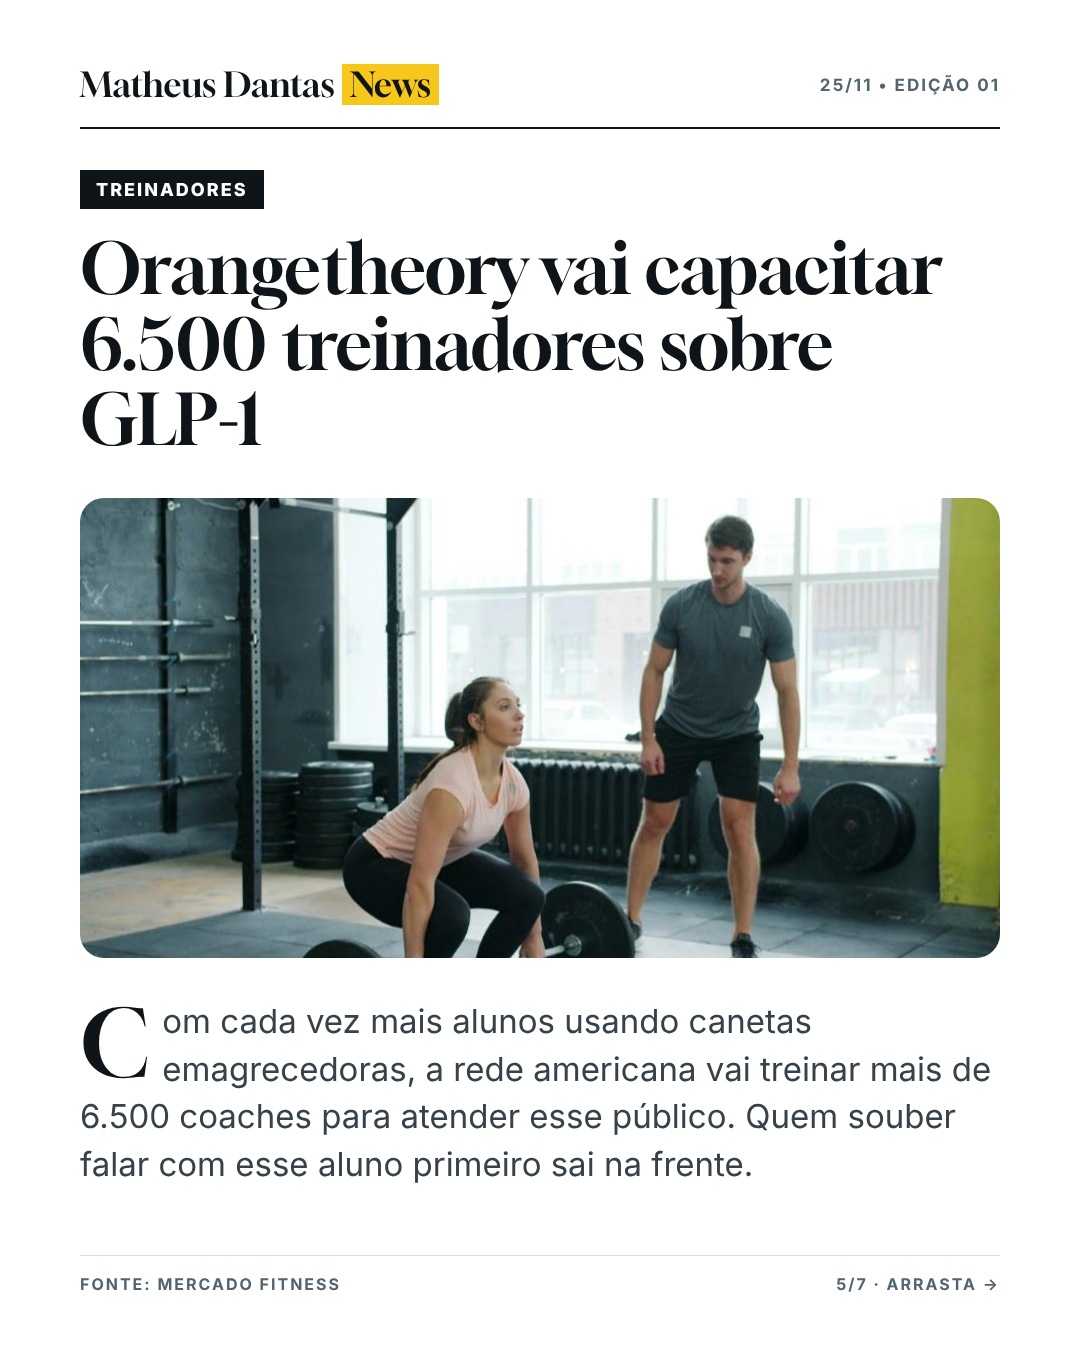 Matheus Dantas News
25/11 • EDIÇÃO 01
TREINADORES
Orangetheory vai capacitar
6.500 treinadores sobre
GLP-1
Com cada vez mais alunos usando canetas
emagrecedoras, a rede americana vai treinar mais de
6.500 coaches para atender esse público. Quem souber
falar com esse aluno primeiro sai na frente.
FONTE: MERCADO FITNESS
5/7 · ARRASTA →